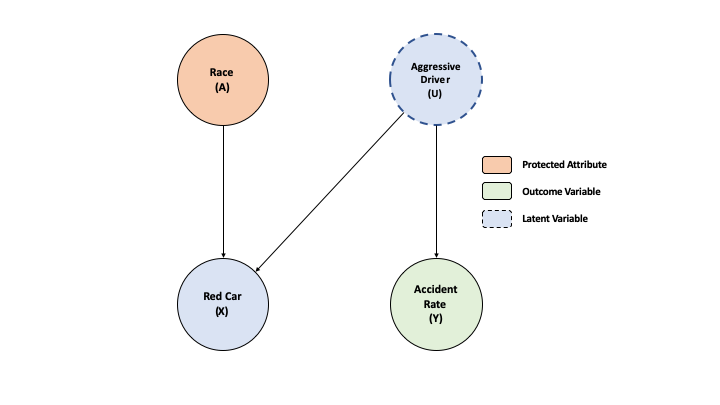 Race
(A)
Aggressive
Driver
(U)
Protected Attribute
Outcome Variable
Latent Variable
Red Car
(X)
Accident
Rate
(Y)